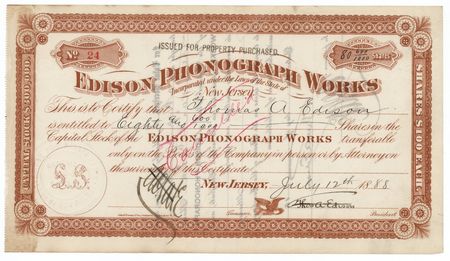 ISSUED FOR PROPERTY PURCHASED.
No. 24
EDISON PHONOGRAPH WORKS
Incorporated under the Laws of the State of
New Jersey.
This is to Certify that Thomas A Edison
is entitled to Eighty Shares in the
Capital Stock of the EDISON PHONOGRAPH WORKS transferable
only on the Books of the Company in person or by Attorney on
the surrender of this Certificate.
NEW JERSEY, July 12th 1888
Treasurer. President.
CAPITAL STOCK $300,000.
SHARES $100 EACH.